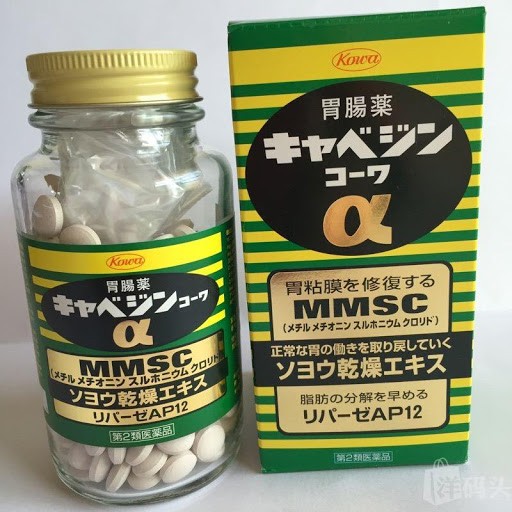 Kowa
胃腸薬
キャベジン
コーワ
α
MMSC
(メチル メチオニン スルホニウム クロリド)
ソヨウ乾燥エキス
リパーゼAP12
第2類医薬品
Kowa
胃腸薬
キャベジン
コーワ
α
胃粘膜を修復する
MMSC
(メチル メチオニン スルホニウム クロリド)
正常な胃の働きを取り戻していく
ソヨウ乾燥エキス
脂肪の分解を早める
リパーゼAP12
第2類医薬品
洋码头